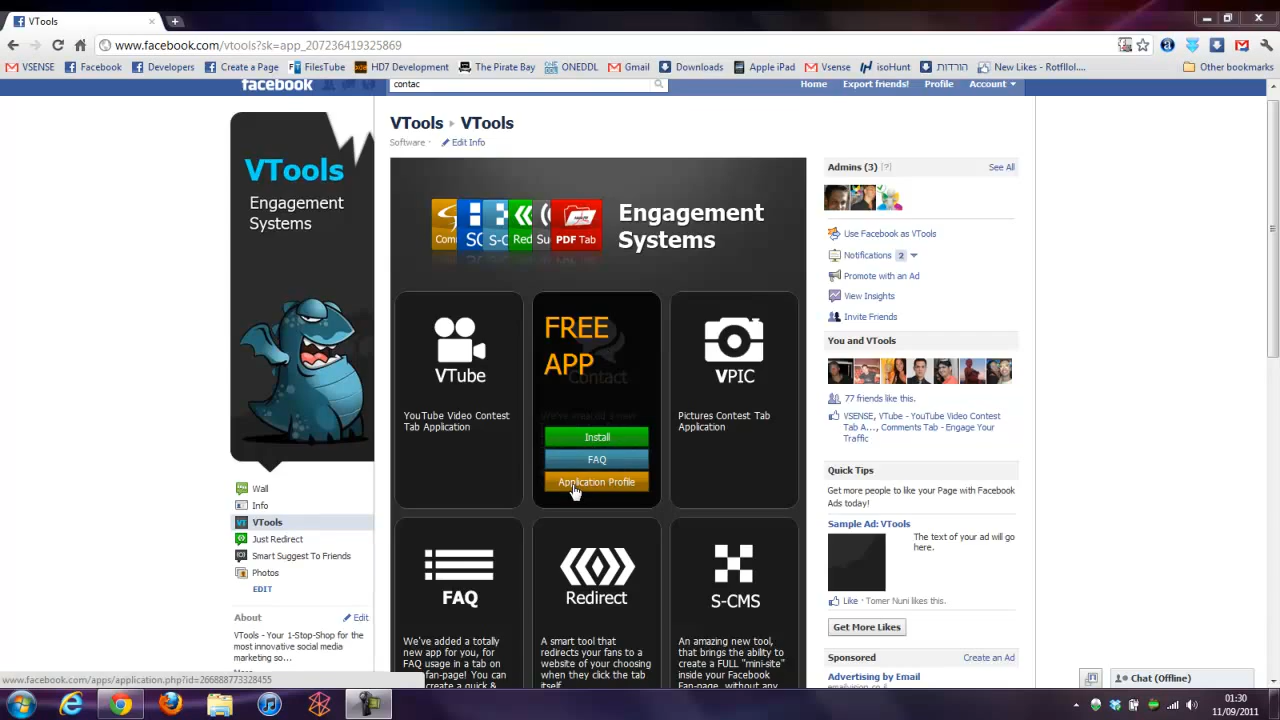 VTools
www.facebook.com/vtools?sk=app_207236419325869
VSENSE
Facebook
Developers
Create a Page
FilesTube
HD7 Development
The Pirate Bay
ONEDDL
Gmail
Downloads
Apple iPad
Vsense
isoHunt
הורדות
New Likes - Rotfllol....
Other bookmarks
facebook
contac
Home
Export friends!
Profile
Account
VTools
Engagement
Systems
VTools ▸ VTools
Software ·
Edit Info
Com
SC
S-C
Red
Su
PDF Tab
Engagement
Systems
VTube
YouTube Video Contest
Tab Application
FREE
APP
Contact
Install
FAQ
Application Profile
VPIC
Pictures Contest Tab
Application
FAQ
We've added a totally
new app for you, for
FAQ usage in a tab on
Redirect
A smart tool that
redirects your fans to a
website of your choosing
when they click the tab
itself.
S-CMS
An amazing new tool,
that brings the ability to
create a FULL "mini-site"
inside your Facebook
Fan-page, without any
Wall
Info
VTools
Just Redirect
Smart Suggest To Friends
Photos
EDIT
About
Edit
VTools - Your 1-Stop-Shop for the
most innovative social media
marketing so...
Admins (3) [?]
See All
Use Facebook as VTools
Notifications 2
Promote with an Ad
View Insights
Invite Friends
You and VTools
77 friends like this.
VSENSE, VTube - YouTube Video Contest
Tab A..., Comments Tab - Engage Your
Traffic
Quick Tips
Get more people to like your Page with Facebook
Ads today!
Sample Ad: VTools
The text of your ad will go
here.
Like · Tomer Nuni likes this.
Get More Likes
Sponsored
Create an Ad
Advertising by Email
www.facebook.com/apps/application.php?id=266888773328455
Chat (Offline)
01:30
11/09/2011